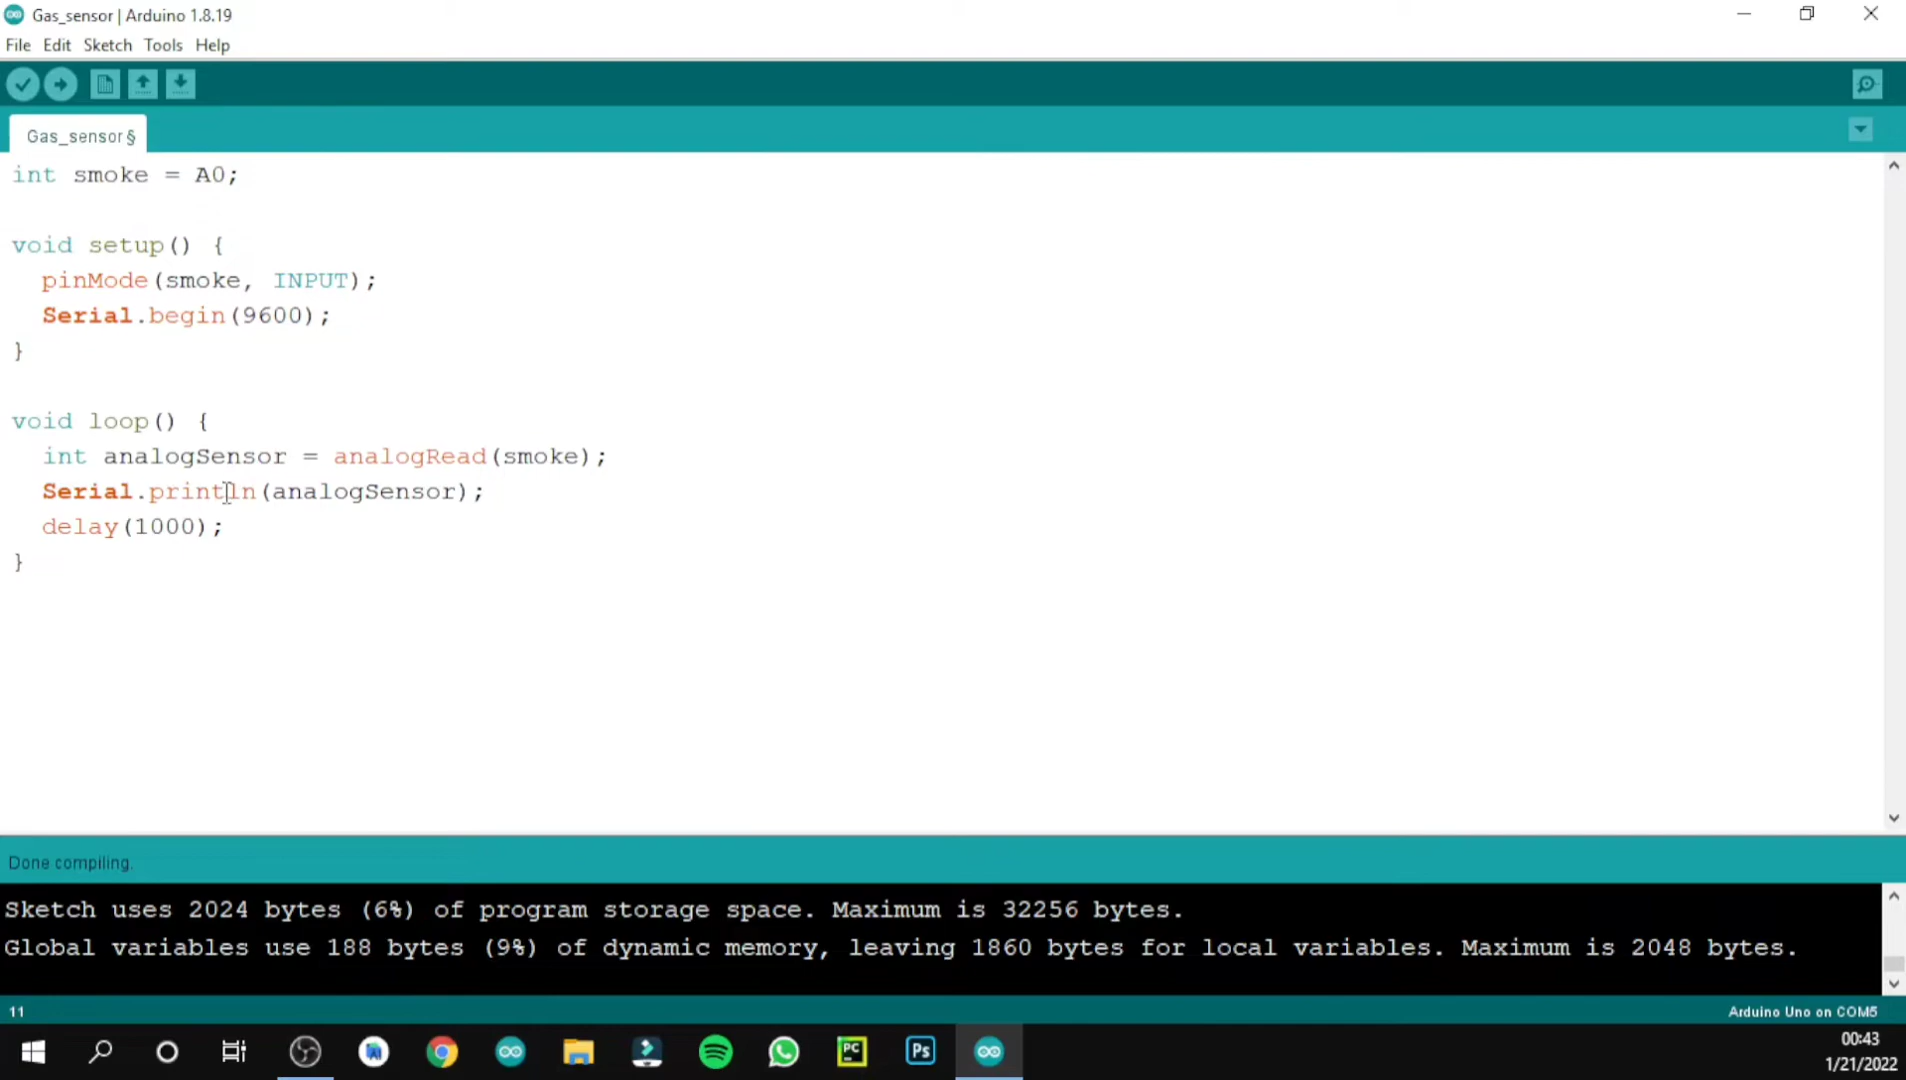 Gas_sensor | Arduino 1.8.19
File Edit Sketch Tools Help
Gas_sensor §
int smoke = A0;
void setup() {
pinMode(smoke, INPUT);
Serial.begin(9600);
}
void loop() {
int analogSensor = analogRead(smoke);
Serial.println(analogSensor);
delay(1000);
}
Done compiling.
Sketch uses 2024 bytes (6%) of program storage space. Maximum is 32256 bytes.
Global variables use 188 bytes (9%) of dynamic memory, leaving 1860 bytes for local variables. Maximum is 2048 bytes.
11
Arduino Uno on COM5
PC
Ps
00:43
1/21/2022